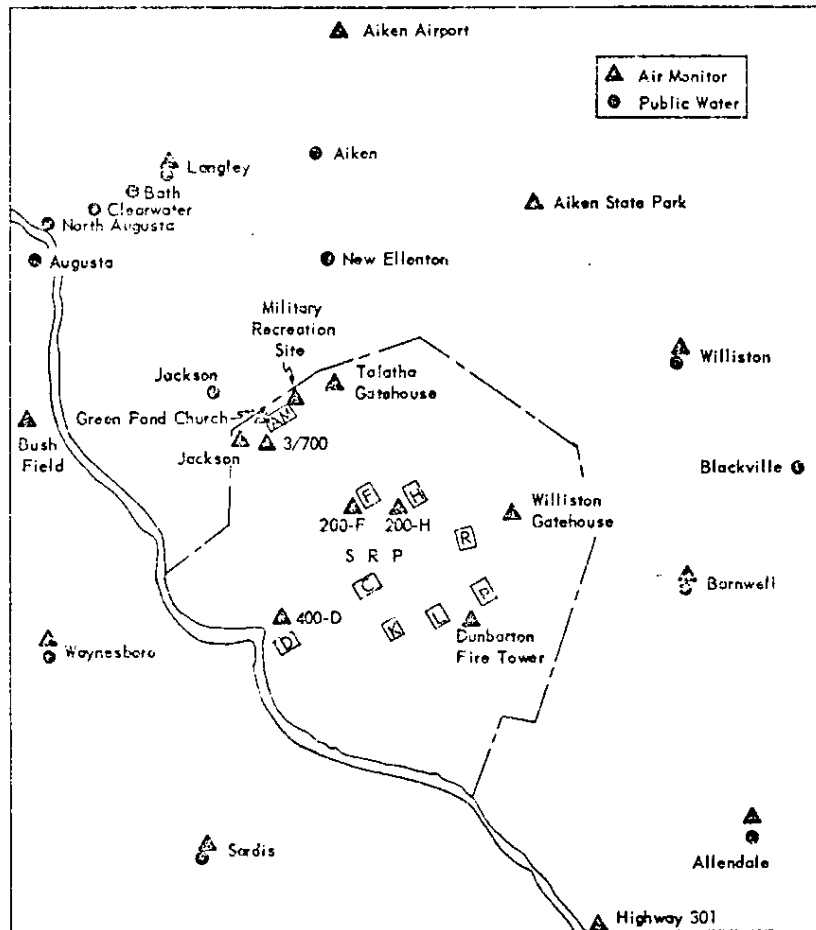 Aiken Airport
Air Monitor
Public Water
Aiken
Langley
Bath
Clearwater
North Augusta
Aiken State Park
Augusta
New Ellenton
Military
Recreation
Site
Williston
Talatha
Gatehouse
Jackson
Green Pond Church
AM
3/700
Jackson
Bush
Field
Blackville
F
H
Williston
Gatehouse
200-F
200-H
R
S R P
C
Barnwell
P
400-D
L
K
D
Dunbarton
Fire Tower
Waynesboro
Sardis
Allendale
Highway 301